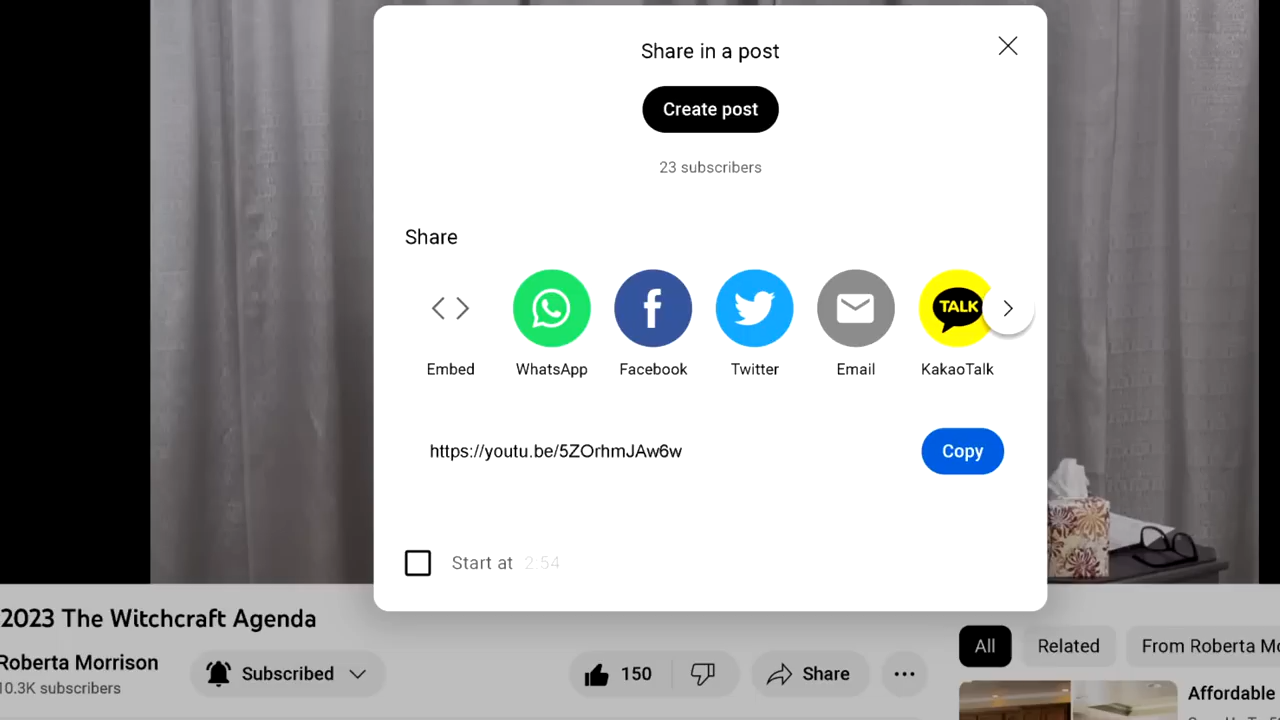 Share in a post
Create post
23 subscribers
Share
TALK
Embed WhatsApp Facebook Twitter Email KakaoTalk
https://youtu.be/5ZOrhmJAw6w Copy
Start at 2:54
2023 The Witchcraft Agenda
Roberta Morrison
10.3K subscribers
Subscribed
150
Share
All Related From Roberta
Affordable